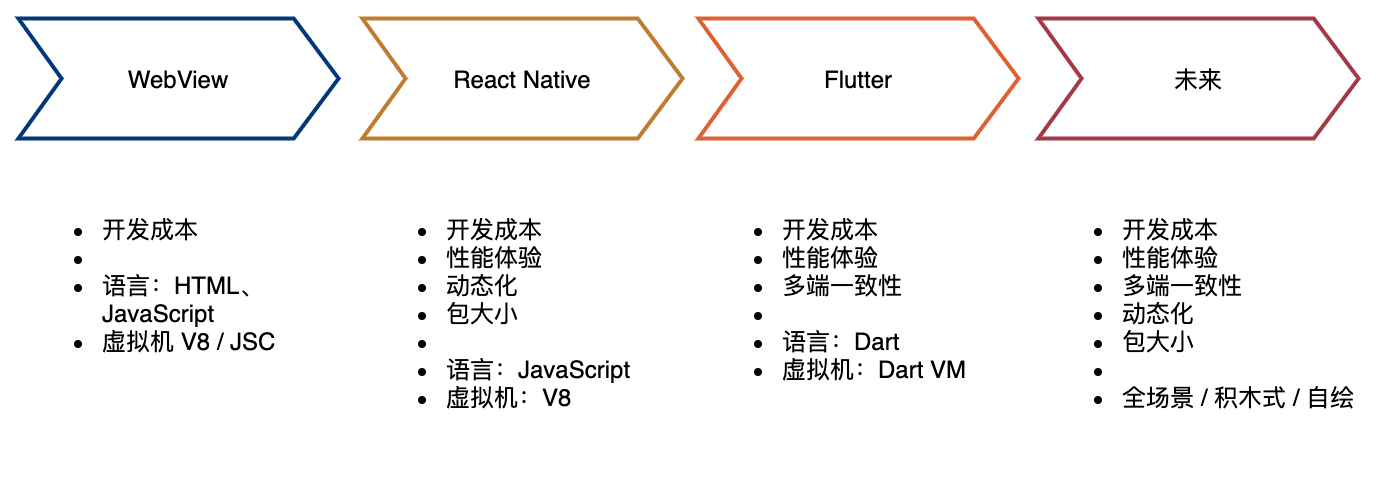 WebView
React Native
Flutter
未来
开发成本
语言：HTML、
JavaScript
虚拟机 V8 / JSC
开发成本
性能体验
动态化
包大小
语言：JavaScript
虚拟机：V8
开发成本
性能体验
多端一致性
语言：Dart
虚拟机：Dart VM
开发成本
性能体验
多端一致性
动态化
包大小
全场景 / 积木式 / 自绘